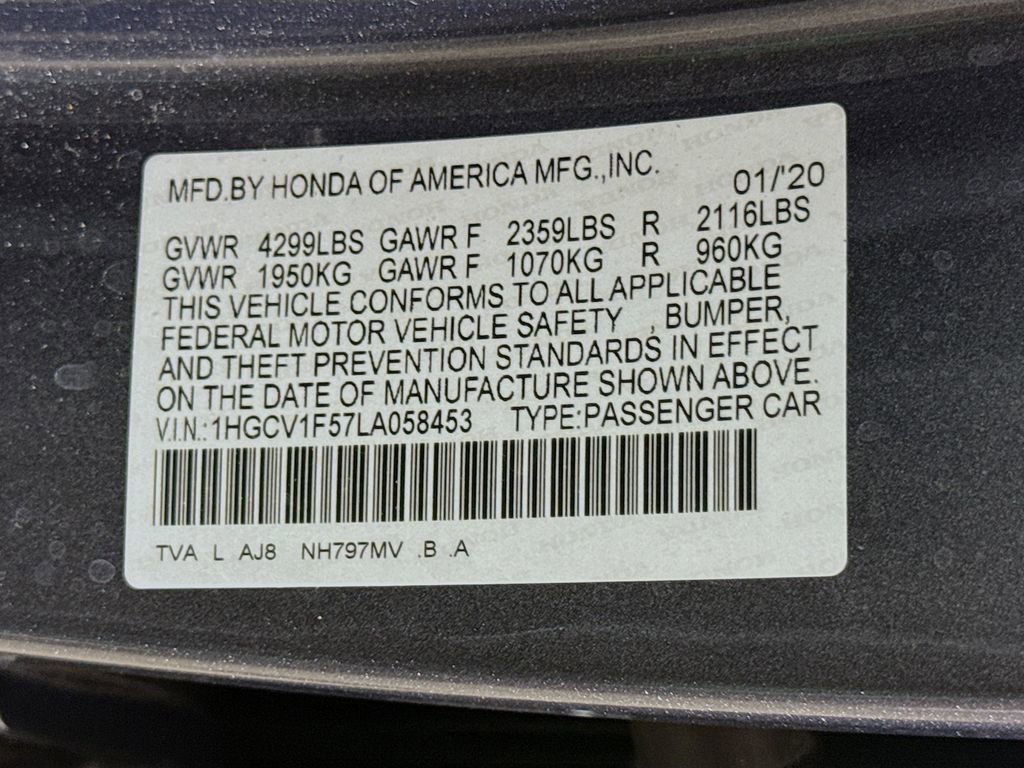 MFD.BY HONDA OF AMERICA MFG.,INC. 01/'20
GVWR 4299LBS GAWR F 2359LBS R 2116LBS
GVWR 1950KG GAWR F 1070KG R 960KG
THIS VEHICLE CONFORMS TO ALL APPLICABLE
FEDERAL MOTOR VEHICLE SAFETY , BUMPER,
AND THEFT PREVENTION STANDARDS IN EFFECT
ON THE DATE OF MANUFACTURE SHOWN ABOVE.
V.I.N.:1HGCV1F57LA058453 TYPE:PASSENGER CAR
TVA L AJ8 NH797MV .B .A